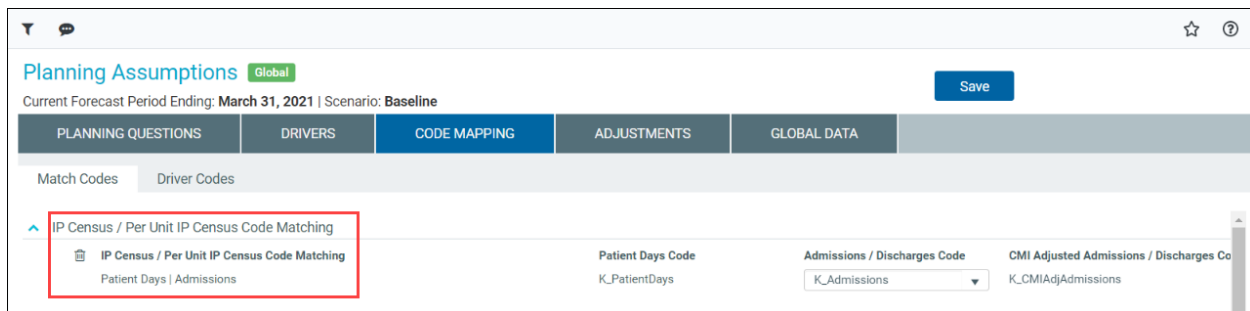 Planning Assumptions Global
Save
Current Forecast Period Ending: March 31, 2021 | Scenario: Baseline
PLANNING QUESTIONS DRIVERS CODE MAPPING ADJUSTMENTS GLOBAL DATA
Match Codes Driver Codes
IP Census / Per Unit IP Census Code Matching
IP Census / Per Unit IP Census Code Matching Patient Days Code Admissions / Discharges Code CMI Adjusted Admissions / Discharges Co
Patient Days | Admissions K_PatientDays K_Admissions K_CMIAdjAdmissions